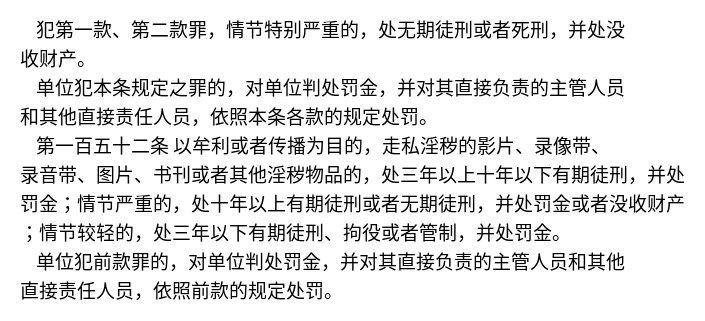 犯第一款、第二款罪，情节特别严重的，处无期徒刑或者死刑，并处没
收财产。
单位犯本条规定之罪的，对单位判处罚金，并对其直接负责的主管人员
和其他直接责任人员，依照本条各款的规定处罚。
第一百五十二条 以牟利或者传播为目的，走私淫秽的影片、录像带、
录音带、图片、书刊或者其他淫秽物品的，处三年以上十年以下有期徒刑，并处
罚金；情节严重的，处十年以上有期徒刑或者无期徒刑，并处罚金或者没收财产
；情节较轻的，处三年以下有期徒刑、拘役或者管制，并处罚金。
单位犯前款罪的，对单位判处罚金，并对其直接负责的主管人员和其他
直接责任人员，依照前款的规定处罚。